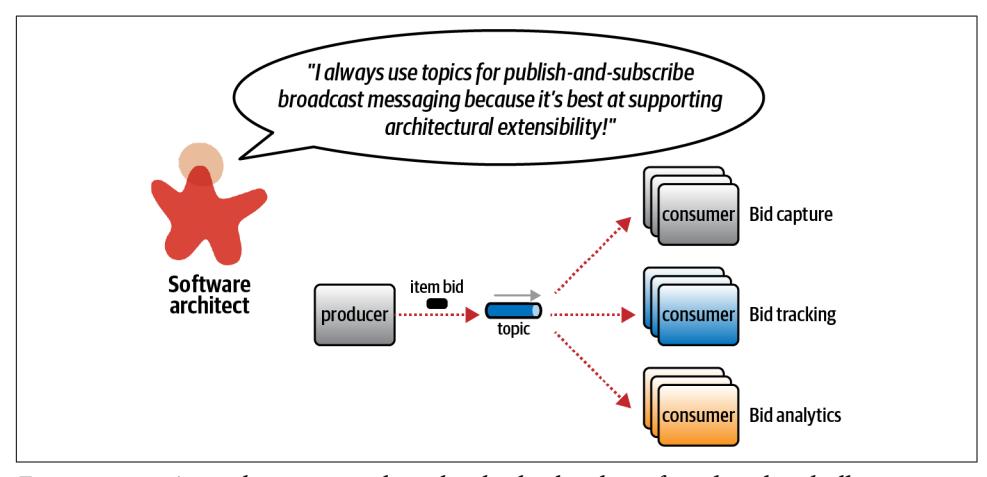 "I always use topics for publish-and-subscribe
broadcast messaging because it's best at supporting
architectural extensibility!"
Software
architect
producer
item bid
topic
consumer
Bid capture
consumer
Bid tracking
consumer
Bid analytics